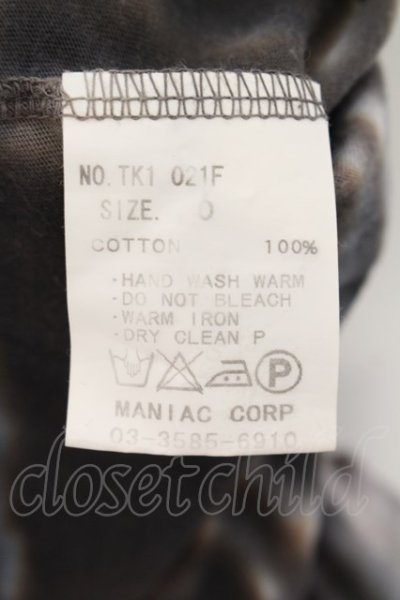 NO. TK1 021F
SIZE. 0
COTTON 100%
·HAND WASH WARM
·DO NOT BLEACH
·WARM IRON
·DRY CLEAN P
P
MANIAC CORP
03-3585-6910
closetchild